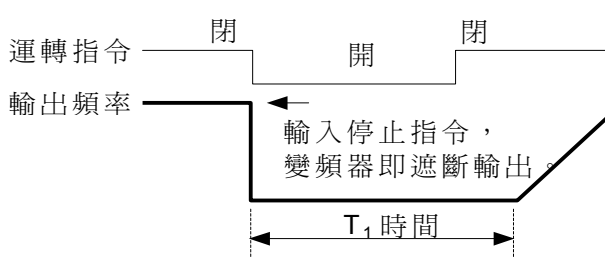 閉
開
閉
運轉指令
輸出頻率
輸入停止指令，
變頻器即遮斷輸出。
T₁時間